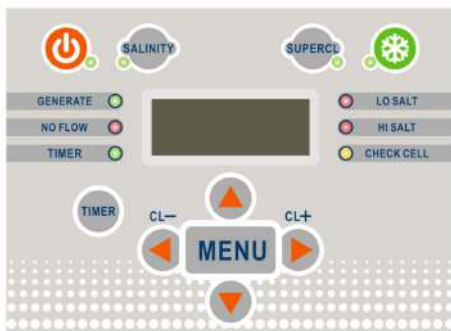 SALINITY
SUPERCL
GENERATE
LO SALT
NO FLOW
HI SALT
TIMER
CHECK CELL
TIMER
CL−
CL+
MENU